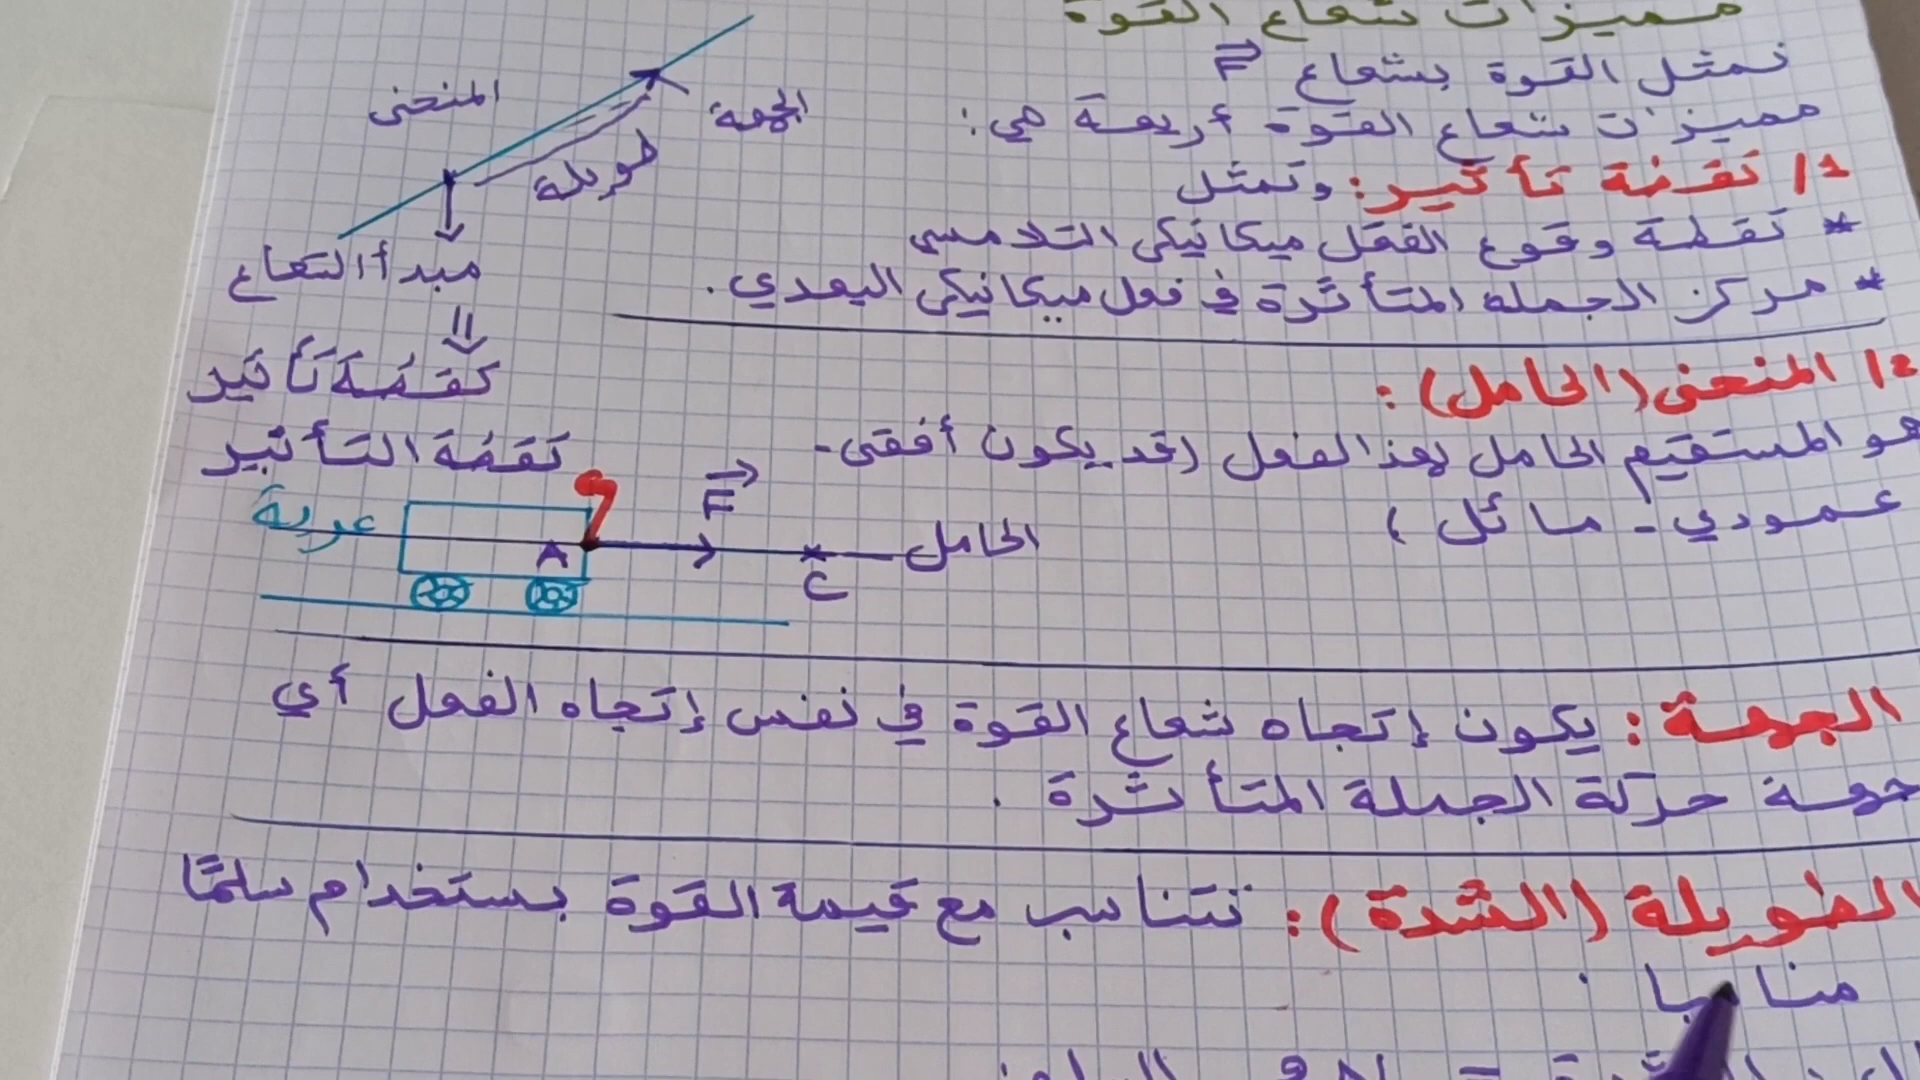 مميزات شعاع القوة
نمثل القوة بشعاع F
مميزات شعاع القوة أربعة هي:
1/ نقطة تأثير: وتمثل
* نقطة وقوع الفعل ميكانيكي التلامسي
* مركز الجملة المتأثرة في فعل ميكانيكي البعدي.
2/ المنحنى (الحامل):
هو المستقيم الحامل بهذا الفعل (قد يكون أفقي -
عمودي - مائل)
المنحنى
الجهة
طويلة
مبدأ الشعاع
نقطة تأثير
نقطة التأثير
عربة
A
F
C
الحامل
الجهة: يكون إتجاه شعاع القوة في نفس إتجاه الفعل أي
جهة حركة الجملة المتأثرة.
الطويلة (الشدة): تتناسب مع قيمة القوة بستخدام سلمًا
منابا.